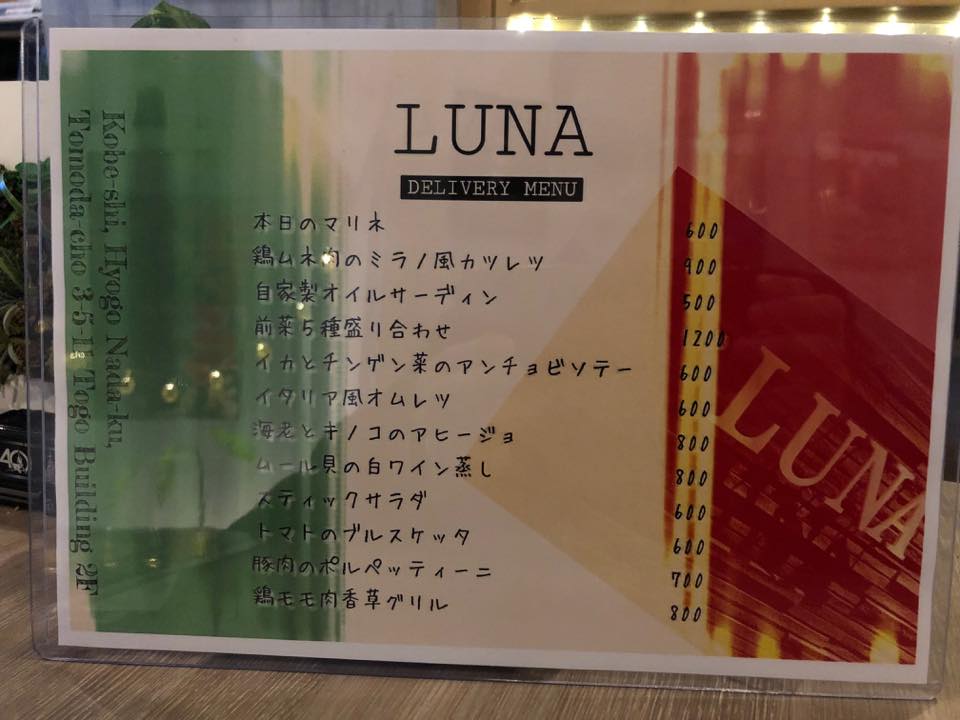 LUNA
DELIVERY MENU
本日のマリネ 600
鶏ムネ肉のミラノ風カツレツ 900
自家製オイルサーディン 500
前菜5種盛り合わせ 1200
イカとチンゲン菜のアンチョビソテー 600
イタリア風オムレツ 600
海老とキノコのアヒージョ 800
ムール貝の白ワイン蒸し 800
スティックサラダ 600
トマトのブルスケッタ 600
豚肉のポルペッティーニ 700
鶏モモ肉香草グリル 800
Kobe-shi, Hyogo Nada-ku,
Tomoda-cho 3-5-11 Togo Building 2F
LUNA